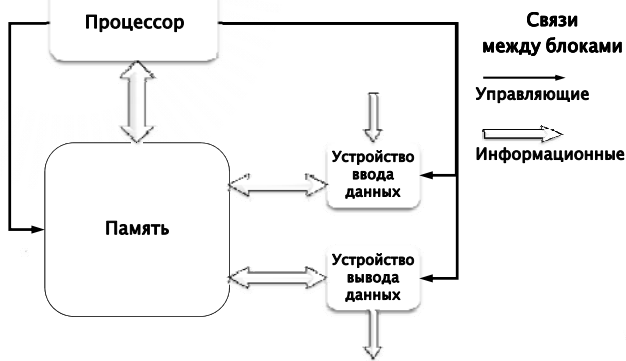 Процессор
Связи
между блоками
Управляющие
Информационные
Устройство
ввода
данных
Память
Устройство
вывода
данных